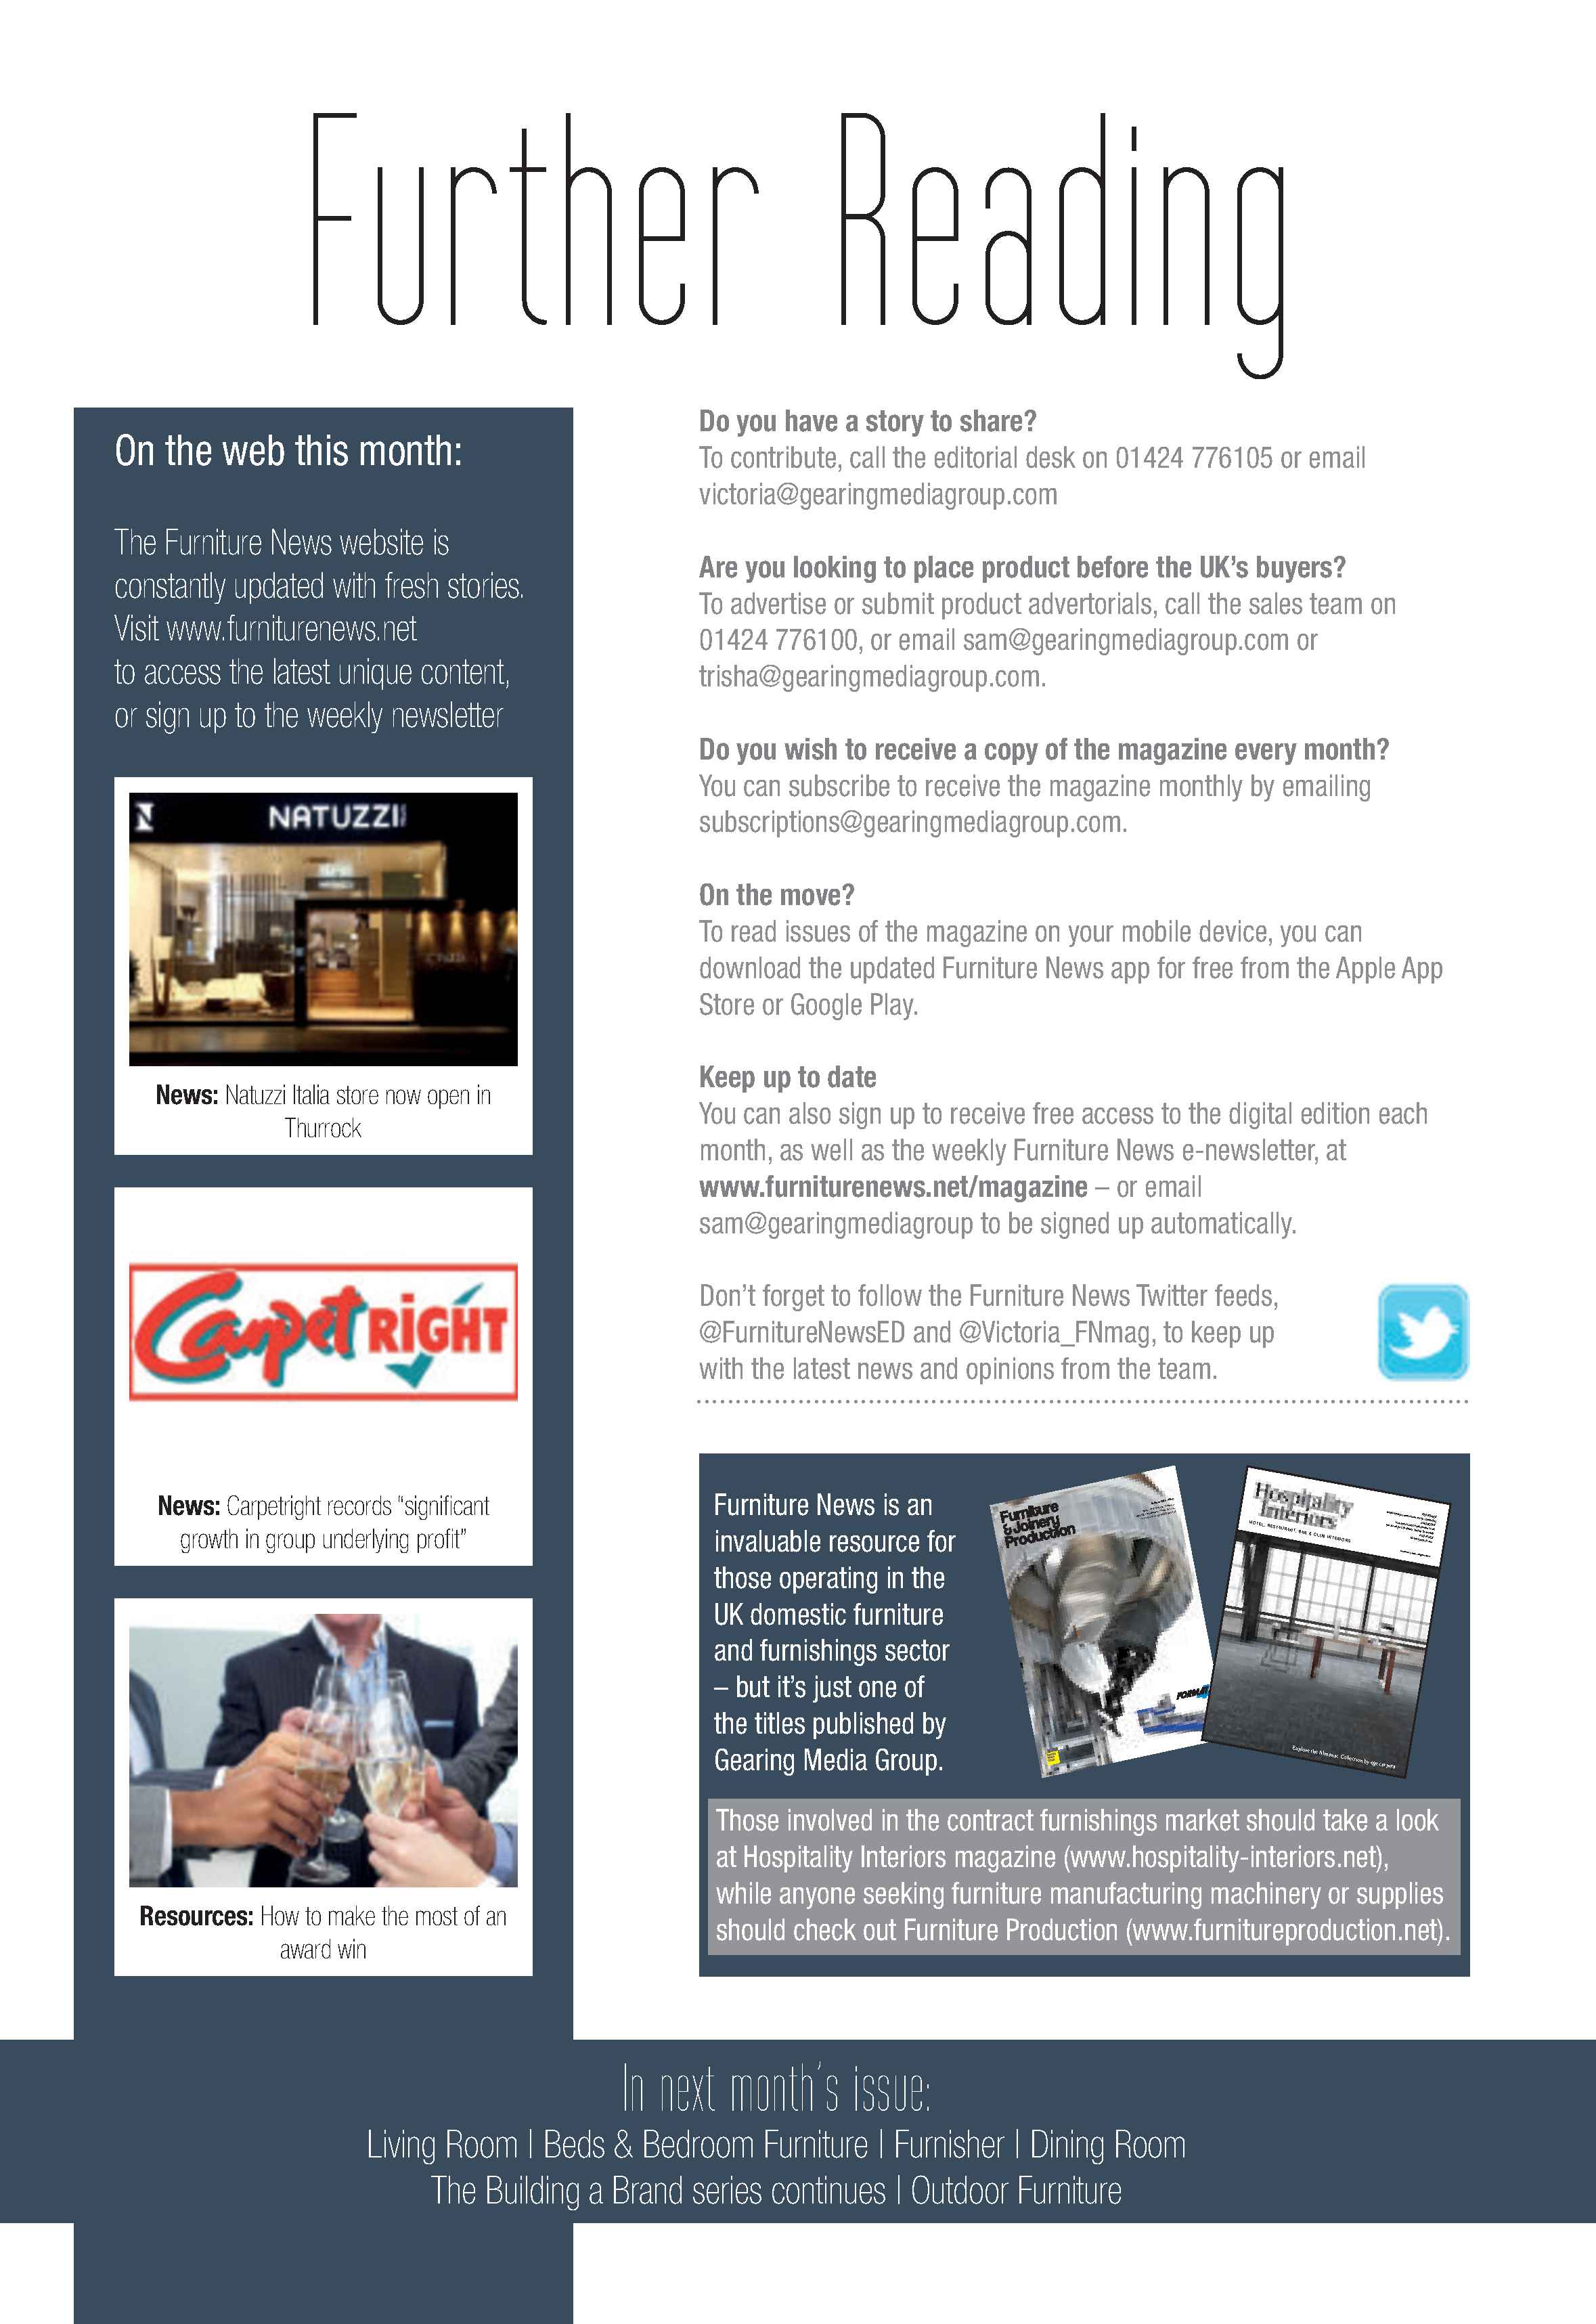 Further Reading
On the web this month:
The Furniture News website is
constantly updated with fresh stories.
Visit www.furniturenews.net
to access the latest unique content,
or sign up to the weekly newsletter
NATUZZI
News: Natuzzi Italia store now open in
Thurrock
Carpet RIGHT
News: Carpetright records “significant
growth in group underlying profit”
Resources: How to make the most of an
award win
Do you have a story to share?
To contribute, call the editorial desk on 01424 776105 or email
victoria@gearingmediagroup.com
Are you looking to place product before the UK’s buyers?
To advertise or submit product advertorials, call the sales team on
01424 776100, or email sam@gearingmediagroup.com or
trisha@gearingmediagroup.com.
Do you wish to receive a copy of the magazine every month?
You can subscribe to receive the magazine monthly by emailing
subscriptions@gearingmediagroup.com.
On the move?
To read issues of the magazine on your mobile device, you can
download the updated Furniture News app for free from the Apple App
Store or Google Play.
Keep up to date
You can also sign up to receive free access to the digital edition each
month, as well as the weekly Furniture News e-newsletter, at
www.furniturenews.net/magazine – or email
sam@gearingmediagroup to be signed up automatically.
Don’t forget to follow the Furniture News Twitter feeds,
@FurnitureNewsED and @Victoria_FNmag, to keep up
with the latest news and opinions from the team.
Furniture News is an
invaluable resource for
those operating in the
UK domestic furniture
and furnishings sector
– but it’s just one of
the titles published by
Gearing Media Group.
Furniture
& Joinery
Production
Hospitality
Interiors
HOTEL, RESTAURANT, BAR & CLUB INTERIORS
Those involved in the contract furnishings market should take a look
at Hospitality Interiors magazine (www.hospitality-interiors.net),
while anyone seeking furniture manufacturing machinery or supplies
should check out Furniture Production (www.furnitureproduction.net).
In next month’s issue:
Living Room | Beds & Bedroom Furniture | Furnisher | Dining Room
The Building a Brand series continues | Outdoor Furniture